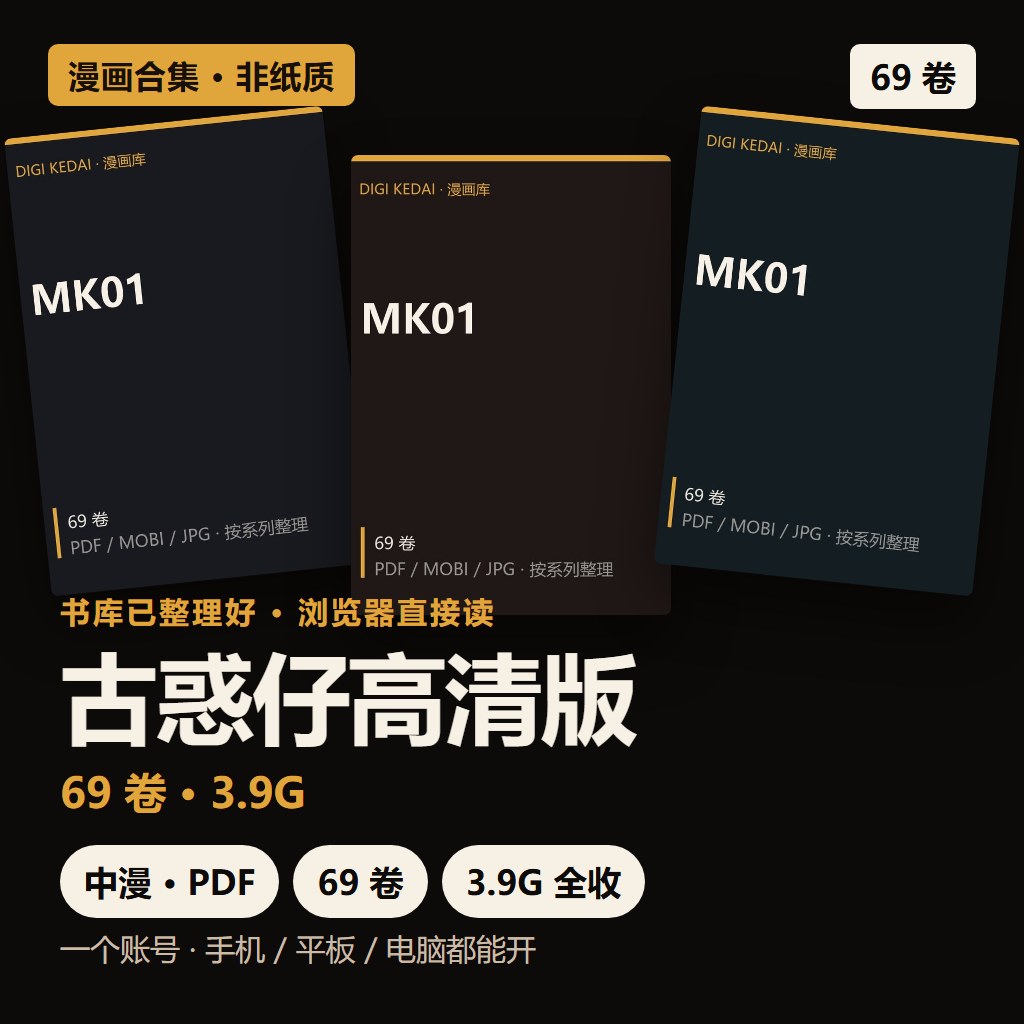 漫画合集 • 非纸质
69 卷
DIGI KEDAI · 漫画库
MK01
69 卷
PDF / MOBI / JPG · 按系列整理
DIGI KEDAI · 漫画库
MK01
69 卷
PDF / MOBI / JPG · 按系列整理
DIGI KEDAI · 漫画库
MK01
69 卷
PDF / MOBI / JPG · 按系列整理
书库已整理好 • 浏览器直接读
古惑仔高清版
69 卷 • 3.9G
中漫 • PDF
69 卷
3.9G 全收
一个账号 · 手机 / 平板 / 电脑都能开